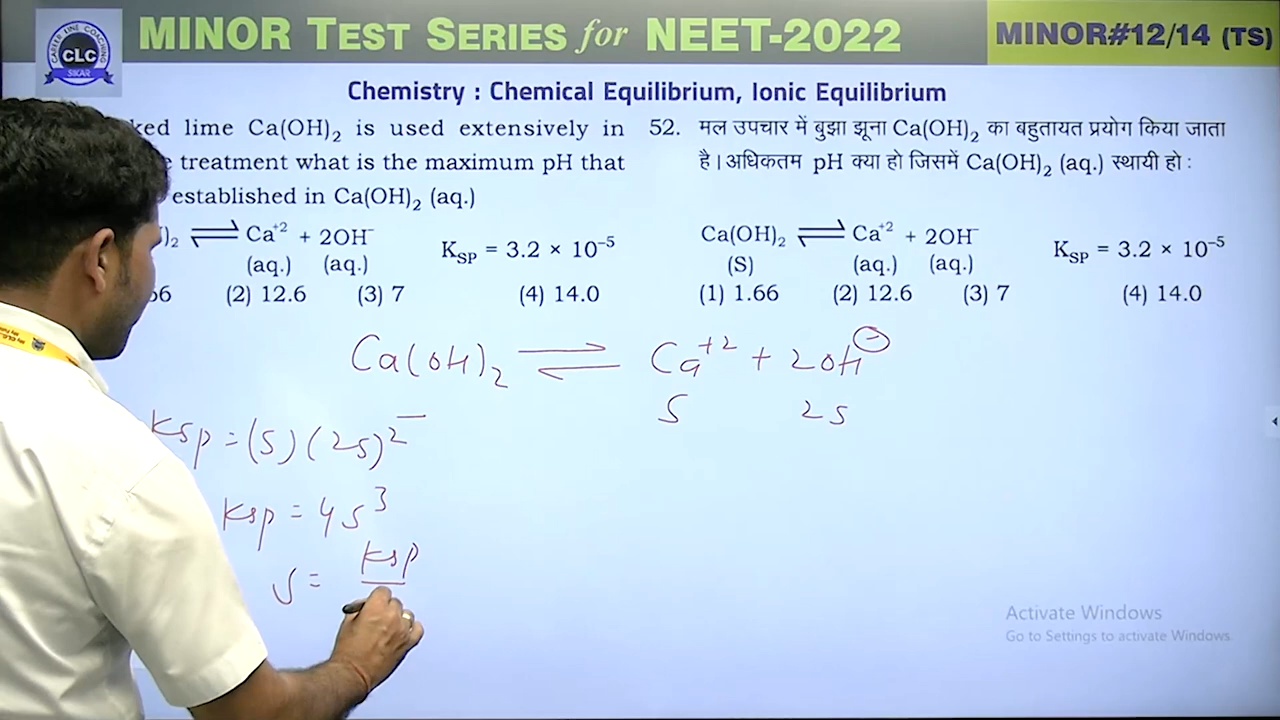 MINOR TEST SERIES for NEET-2022
MINOR#12/14 (TS)
CAREER LINE COACHING
CLC
SIKAR
Chemistry : Chemical Equilibrium, Ionic Equilibrium
ked lime Ca(OH)₂ is used extensively in
treatment what is the maximum pH that
established in Ca(OH)₂ (aq.)
)₂ ⇌ Ca⁺² + 2OH⁻ K_SP = 3.2 × 10⁻⁵
(aq.) (aq.)
66 (2) 12.6 (3) 7 (4) 14.0
52. मल उपचार में बुझा झूना Ca(OH)₂ का बहुतायत प्रयोग किया जाता
है। अधिकतम pH क्या हो जिसमें Ca(OH)₂ (aq.) स्थायी हो :
Ca(OH)₂ ⇌ Ca⁺² + 2OH⁻ K_SP = 3.2 × 10⁻⁵
(S) (aq.) (aq.)
(1) 1.66 (2) 12.6 (3) 7 (4) 14.0
Ca(OH)₂ ⇌ Ca⁺² + 2OH⁻
S 2S
Ksp = (S) (2S)²
Ksp = 4S³
S = Ksp
Activate Windows
Go to Settings to activate Windows.